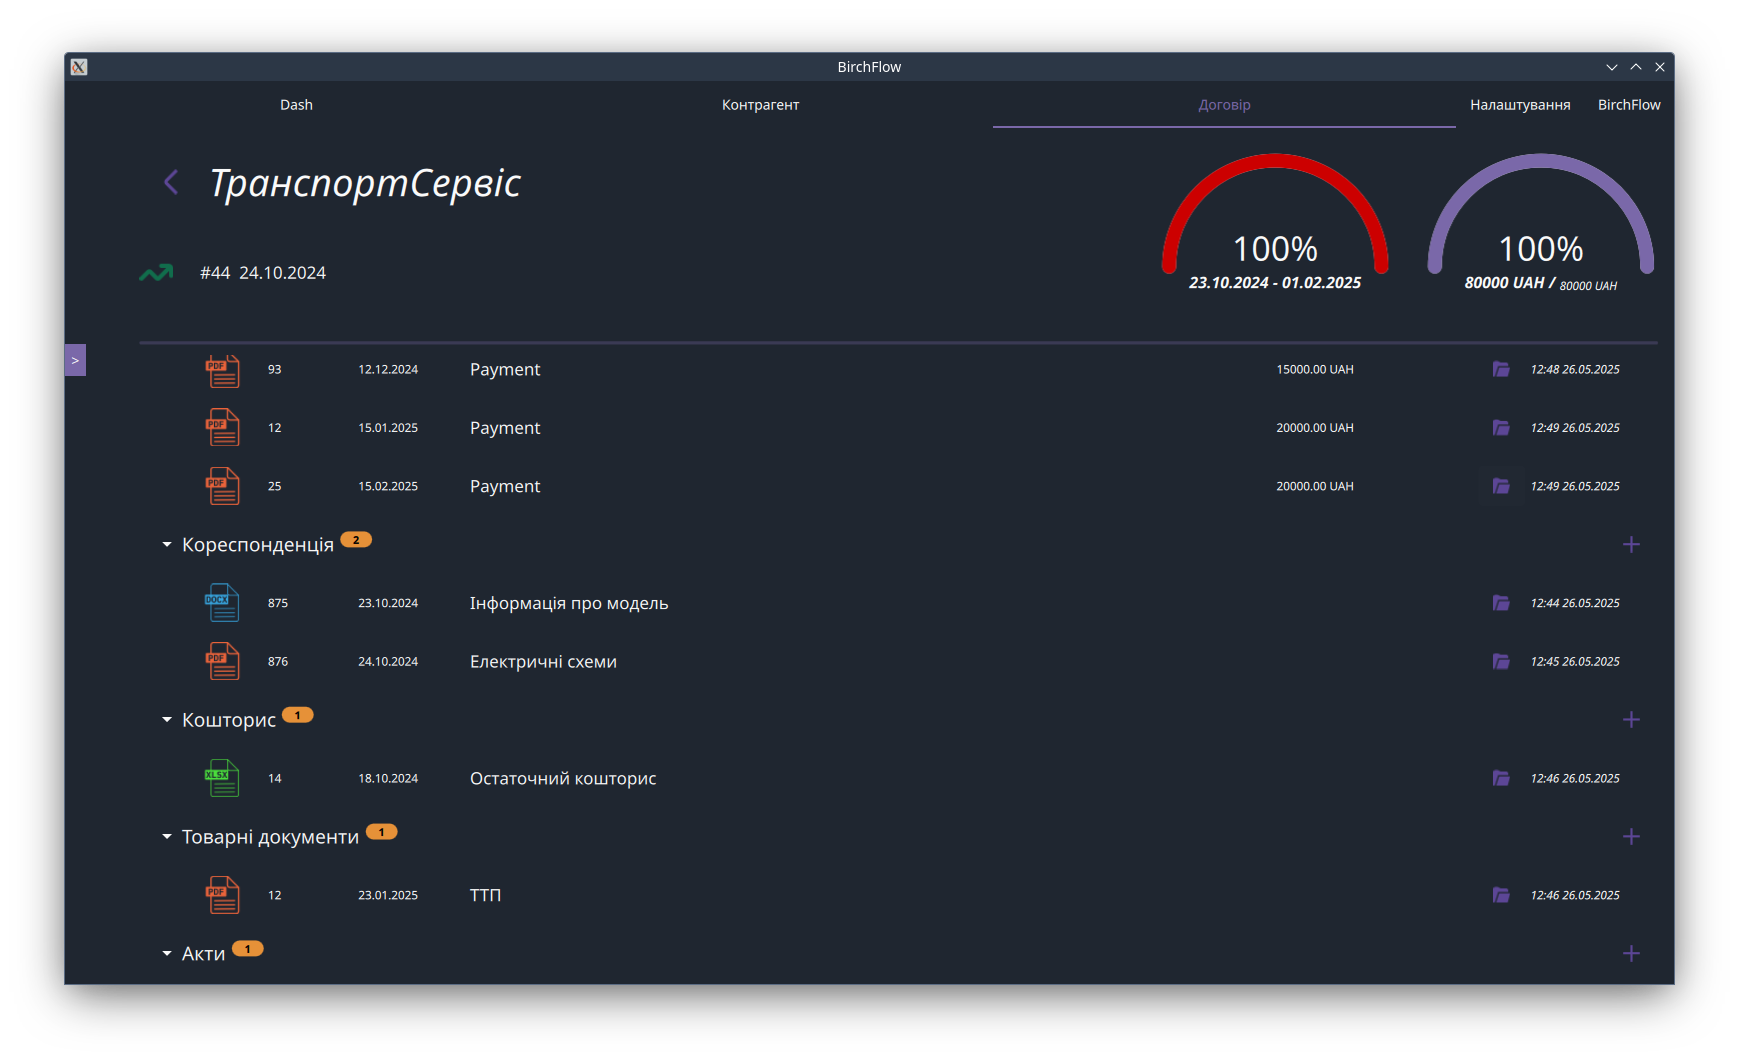 BirchFlow
Dash Контрагент Договір Налаштування BirchFlow
ТранспортСервіс
100%
23.10.2024 - 01.02.2025
100%
80000 UAH / 80000 UAH
#44 24.10.2024
>
PDF 93 12.12.2024 Payment 15000.00 UAH 12:48 26.05.2025
PDF 12 15.01.2025 Payment 20000.00 UAH 12:49 26.05.2025
PDF 25 15.02.2025 Payment 20000.00 UAH 12:49 26.05.2025
Кореспонденція 2 +
DOCX 875 23.10.2024 Інформація про модель 12:44 26.05.2025
PDF 876 24.10.2024 Електричні схеми 12:45 26.05.2025
Кошторис 1 +
XLSX 14 18.10.2024 Остаточний кошторис 12:46 26.05.2025
Товарні документи 1 +
PDF 12 23.01.2025 ТТП 12:46 26.05.2025
Акти 1 +